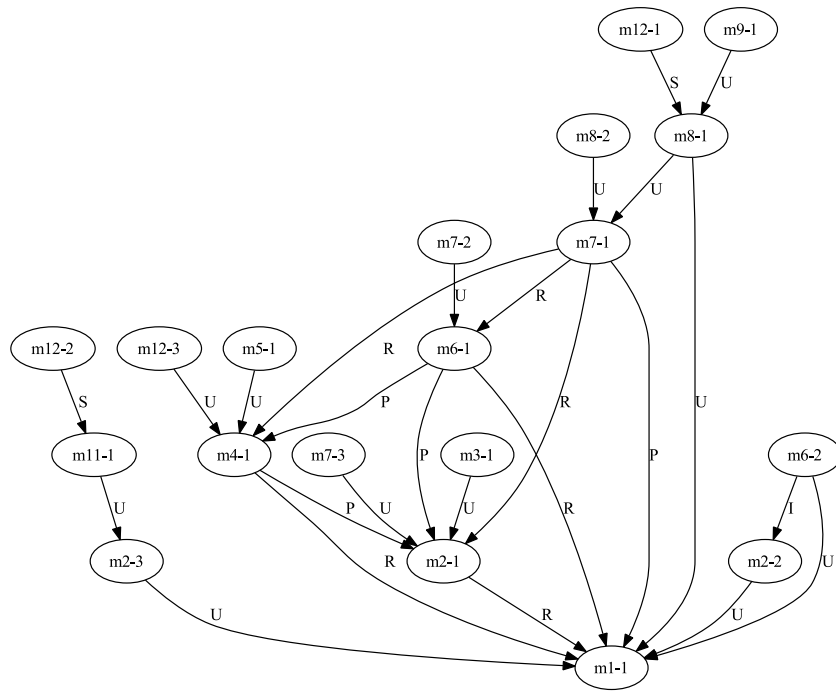 m12-1 m9-1
S U
m8-2 m8-1
U U
m7-2 m7-1
U R
m12-2 m12-3 m5-1 m6-1
R
S U U P R
m11-1 m4-1 m7-3 m3-1 P P U m6-2
U P U U R I
m2-3 m2-1 m2-2
R U
U R U
m1-1